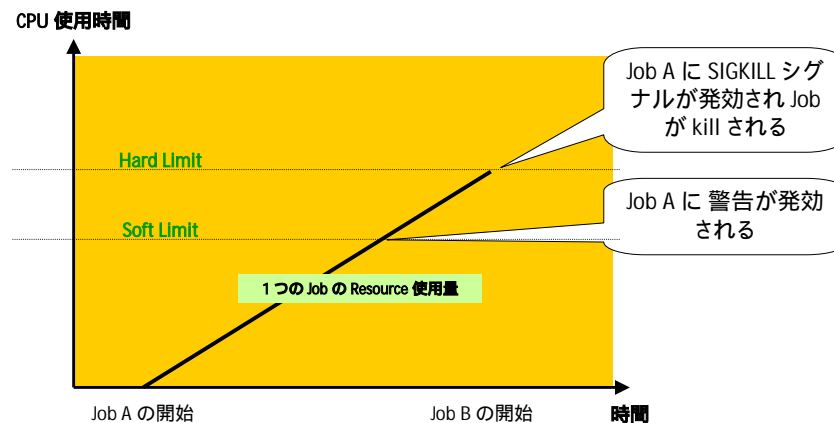 CPU 使用時間
Job A に SIGKILL シグ
ナルが発効され Job
が kill される
Hard Limit
Job A に 警告が発効
される
Soft Limit
1 つの Job の Resource 使用量
Job A の開始
Job B の開始
時間